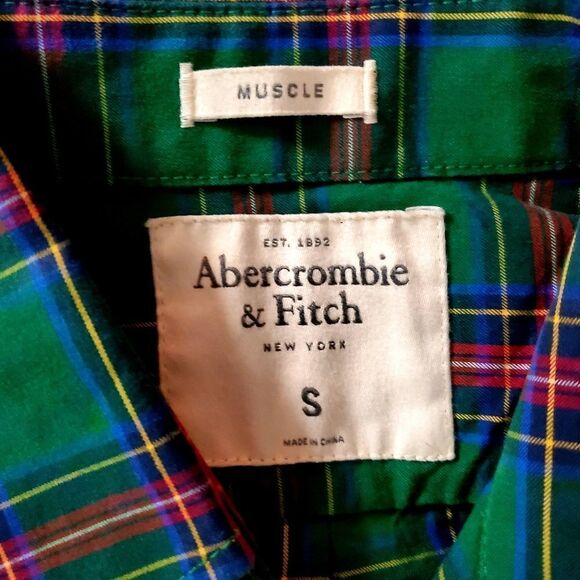 MUSCLE
EST. 1892
Abercrombie
& Fitch
NEW YORK
S
MADE IN CHINA